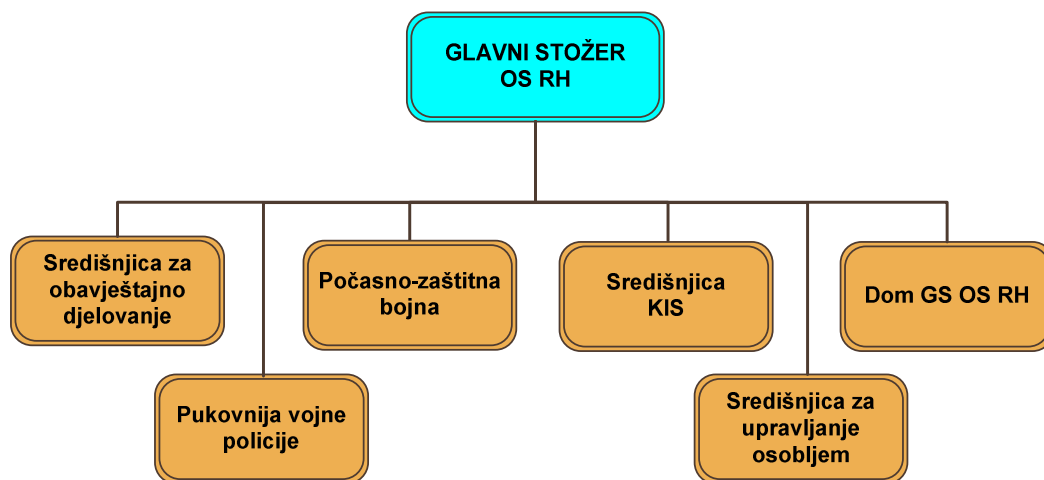 GLAVNI STOŽER
OS RH
Središnjica za
obavještajno
djelovanje
Počasno-zaštitna
bojna
Središnjica
KIS
Dom GS OS RH
Pukovnija vojne
policije
Središnjica za
upravljanje
osobljem